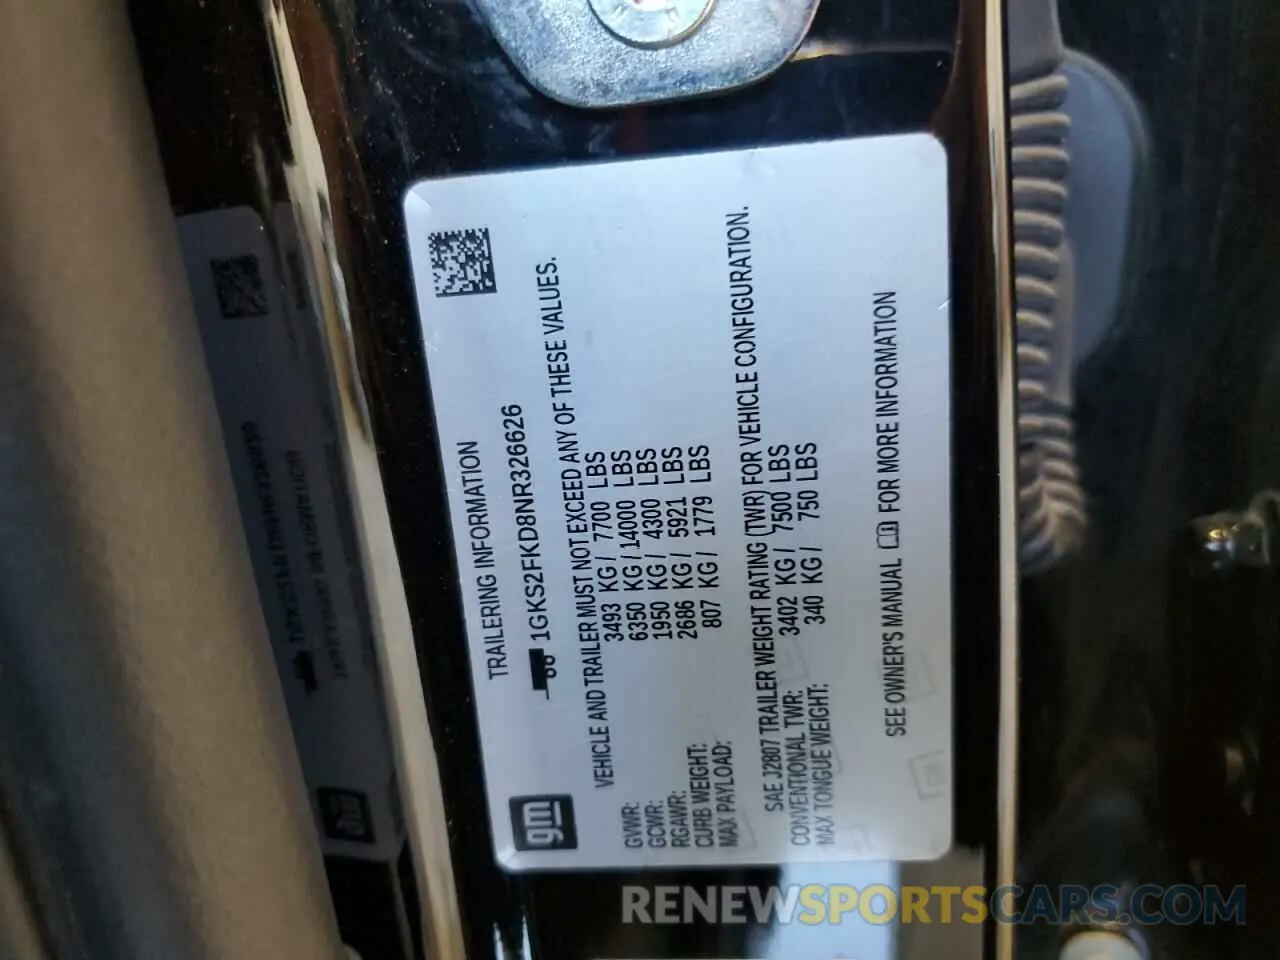 TRAILERING INFORMATION
gm 1GKS2FKD8NR326626
VEHICLE AND TRAILER MUST NOT EXCEED ANY OF THESE VALUES.
GVWR: 3493 KG / 7700 LBS
GCWR: 6350 KG / 14000 LBS
RGAWR: 1950 KG / 4300 LBS
CURB WEIGHT: 2686 KG / 5921 LBS
MAX PAYLOAD: 807 KG / 1779 LBS
SAE J2807 TRAILER WEIGHT RATING (TWR) FOR VEHICLE CONFIGURATION.
CONVENTIONAL TWR: 3402 KG / 7500 LBS
MAX TONGUE WEIGHT: 340 KG / 750 LBS
SEE OWNER'S MANUAL FOR MORE INFORMATION
RENEWSPORTSCARS.COM